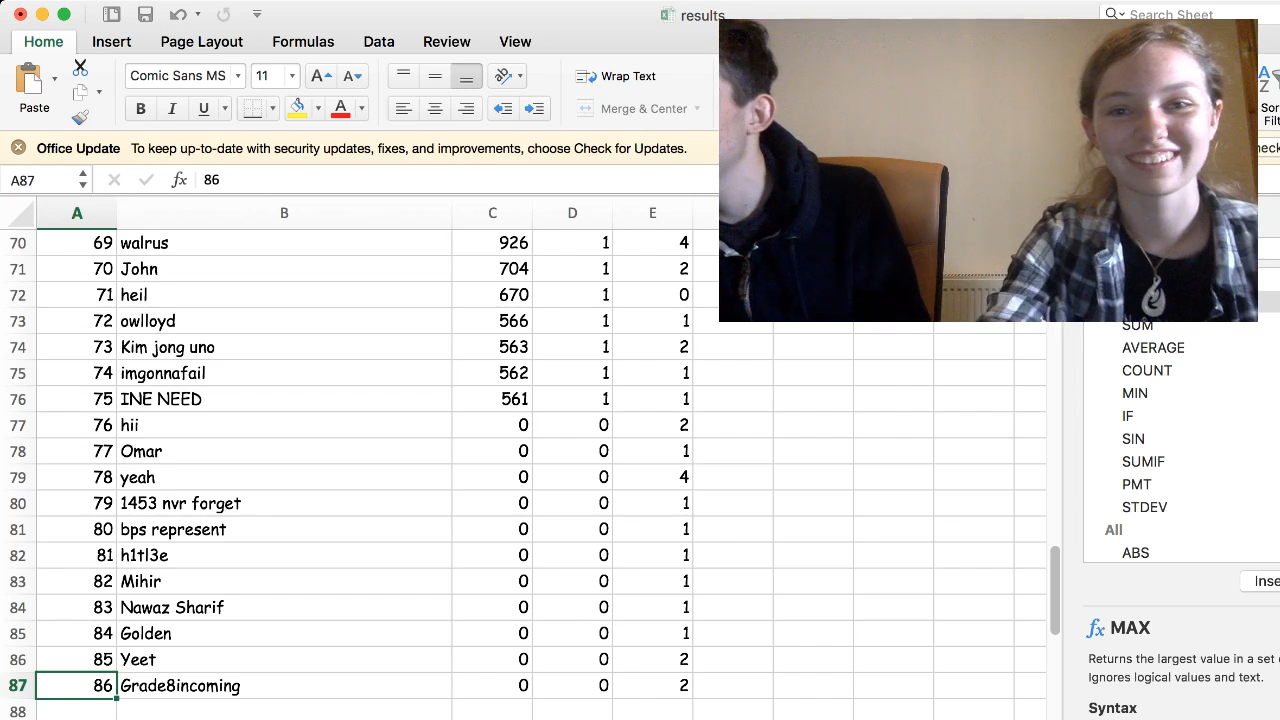 results
Search Sheet
Home Insert Page Layout Formulas Data Review View
Paste
Comic Sans MS 11 A A
Wrap Text
B I U A
Merge & Center
A
Z
Sor
Filt
Office Update To keep up-to-date with security updates, fixes, and improvements, choose Check for Updates.
A87 fx 86
A B C D E
70 69 walrus 926 1 4
71 70 John 704 1 2
72 71 heil 670 1 0
73 72 owlloyd 566 1 1
74 73 Kim jong uno 563 1 2
75 74 imgonnafail 562 1 1
76 75 INE NEED 561 1 1
77 76 hii 0 0 2
78 77 Omar 0 0 1
79 78 yeah 0 0 4
80 79 1453 nvr forget 0 0 1
81 80 bps represent 0 0 1
82 81 h1tl3e 0 0 1
83 82 Mihir 0 0 1
84 83 Nawaz Sharif 0 0 1
85 84 Golden 0 0 1
86 85 Yeet 0 0 2
87 86 Grade8incoming 0 0 2
88
SUM
AVERAGE
COUNT
MIN
IF
SIN
SUMIF
PMT
STDEV
All
ABS
Inse
fx MAX
Returns the largest value in a set
Ignores logical values and text.
Syntax